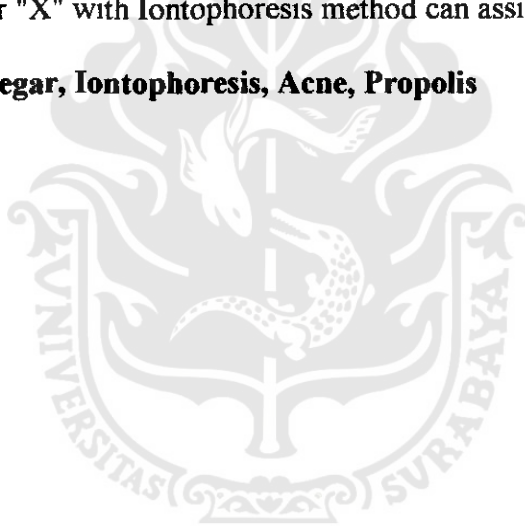 r "X" with Iontophoresis method can assi
egar, Iontophoresis, Acne, Propolis
UNIVERSITAS SURABAYA